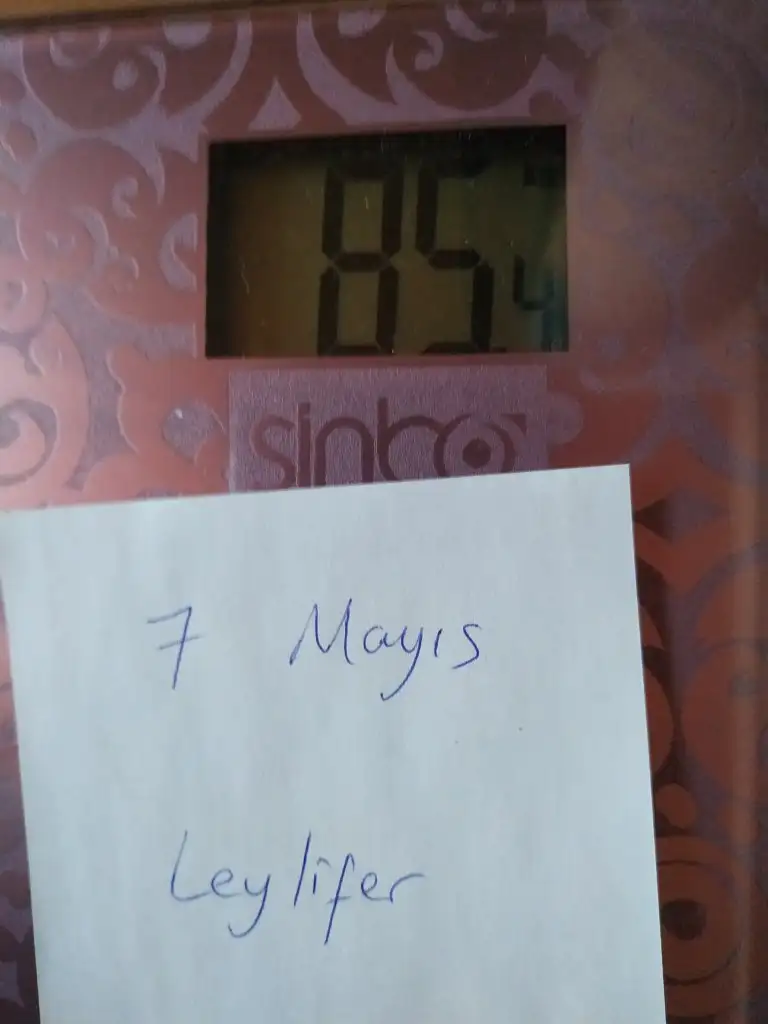 85
sinbo
7 Mayıs
Leylifer